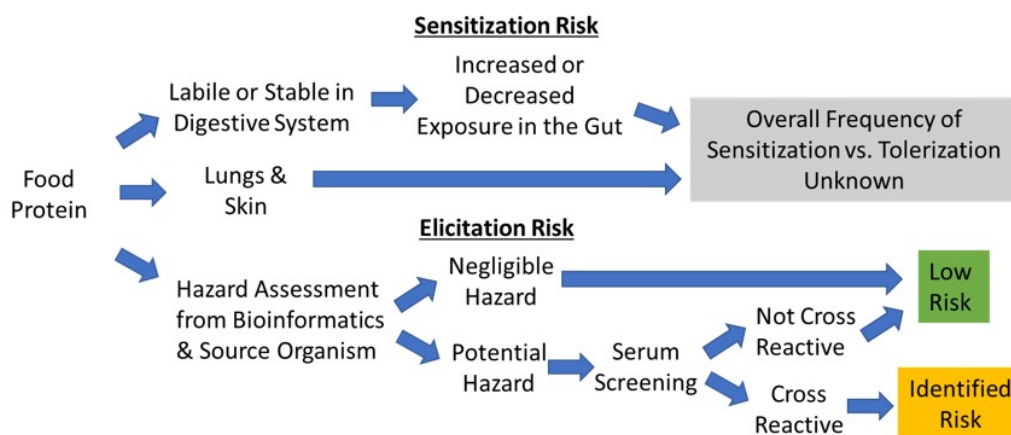 Sensitization Risk
Labile or Stable in
Digestive System
Increased or
Decreased
Exposure in the Gut
Overall Frequency of
Sensitization vs. Tolerization
Unknown
Food
Protein
Lungs &
Skin
Elicitation Risk
Hazard Assessment
from Bioinformatics
& Source Organism
Negligible
Hazard
Low
Risk
Potential
Hazard
Serum
Screening
Not Cross
Reactive
Cross
Reactive
Identified
Risk